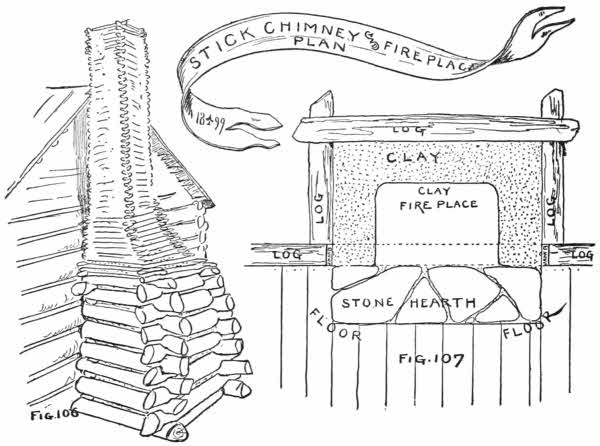 STICK CHIMNEY & FIRE PLACE
PLAN
1899
LOG
CLAY
CLAY
FIRE PLACE
LOG
LOG
LOG
LOG
STONE HEARTH
FLOOR
FLOOR
FIG. 107
FIG. 106